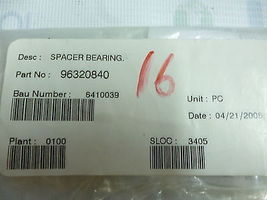 Desc : SPACER BEARING.
Part No : 96320840
16
Bau Number : 6410039
Unit : PC
Date : 04/21/2006
Plant : 0100
SLOC : 3405